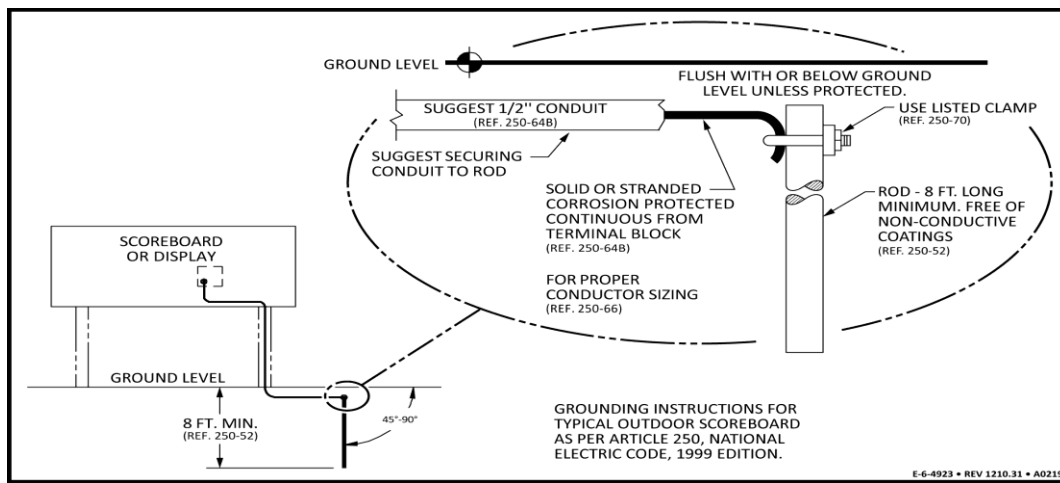 GROUND LEVEL
FLUSH WITH OR BELOW GROUND
LEVEL UNLESS PROTECTED.
SUGGEST 1/2" CONDUIT
(REF. 250-64B)
USE LISTED CLAMP
(REF. 250-70)
SUGGEST SECURING
CONDUIT TO ROD
SOLID OR STRANDED
CORROSION PROTECTED
CONTINUOUS FROM
TERMINAL BLOCK
(REF. 250-64B)
ROD - 8 FT. LONG
MINIMUM. FREE OF
NON-CONDUCTIVE
COATINGS
(REF. 250-52)
FOR PROPER
CONDUCTOR SIZING
(REF. 250-66)
SCOREBOARD
OR DISPLAY
GROUND LEVEL
8 FT. MIN.
(REF. 250-52)
45°-90°
GROUNDING INSTRUCTIONS FOR
TYPICAL OUTDOOR SCOREBOARD
AS PER ARTICLE 250, NATIONAL
ELECTRIC CODE, 1999 EDITION.
E-6-4923 • REV 1210.31 • A0219